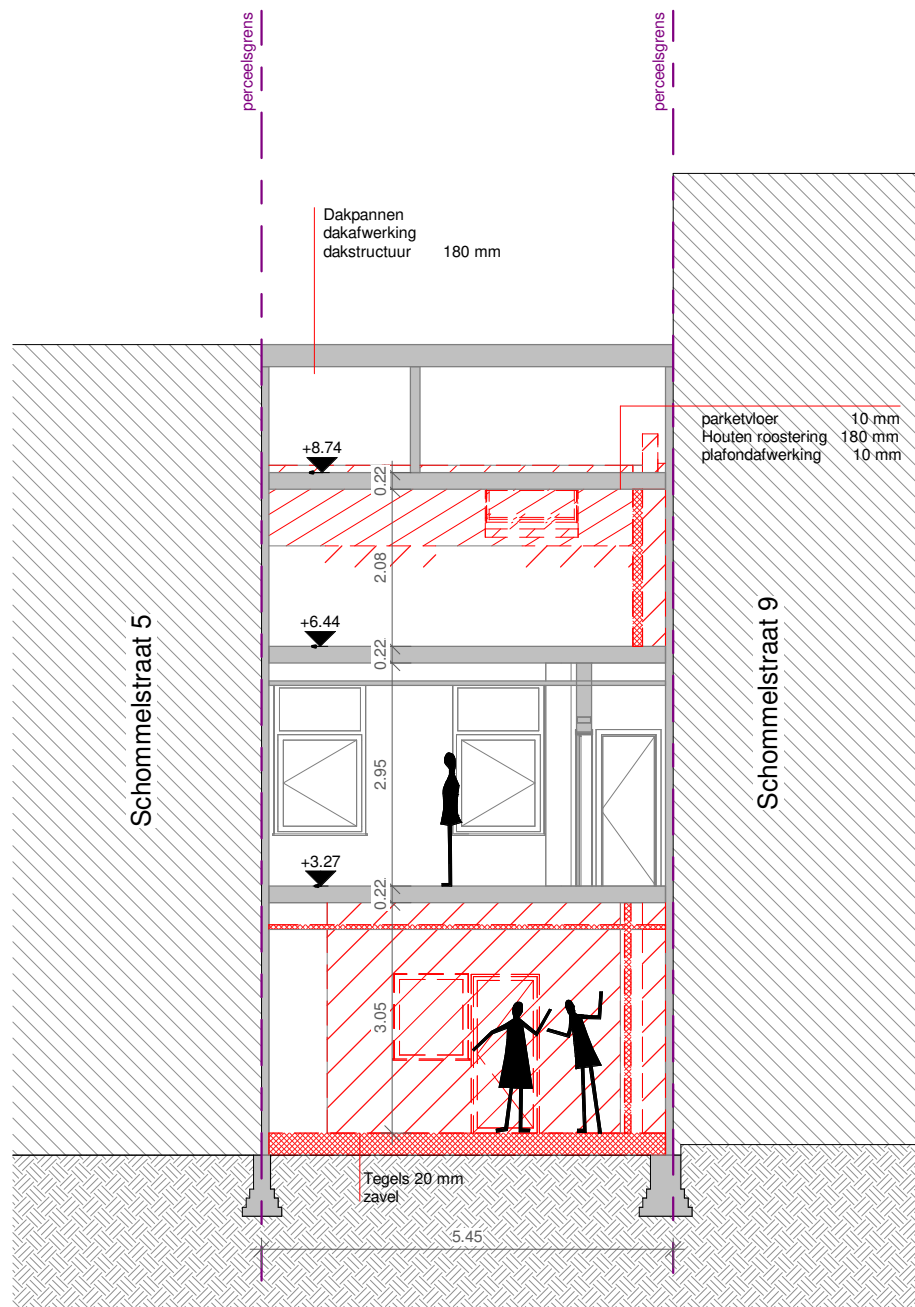 perceelsgrens
perceelsgrens
Dakpannen
dakafwerking
dakstructuur 180 mm
parketvloer 10 mm
Houten roostering 180 mm
plafondafwerking 10 mm
+8.74
0.22
2.08
+6.44
0.22
Schommelstraat 5
Schommelstraat 9
2.95
+3.27
0.22
3.05
Tegels 20 mm
zavel
5.45